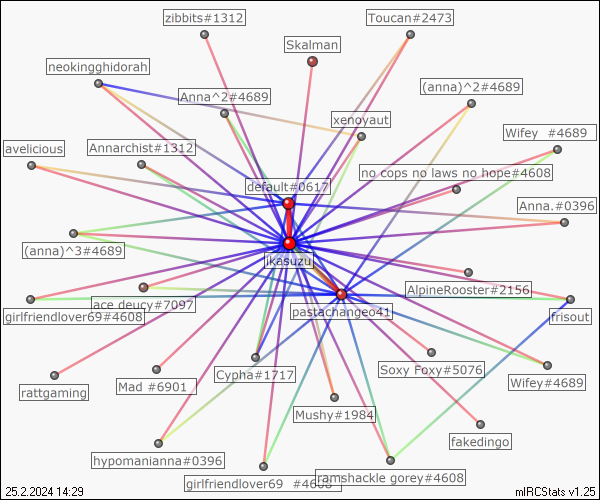 zibbits#1312
Toucan#2473
Skalman
neokingghidorah
(anna)^2#4689
Anna^2#4689
xenoyaut
Wifey #4689
avelicious
Annarchist#1312
no cops no laws no hope#4608
default#0617
Anna.#0396
(anna)^3#4689
ikasuzu
AlpineRooster#2156
ace deucy#7097
girlfriendlover69#4608
pastachangeo41
frisout
Soxy Foxy#5076
Cypha#1717
Wifey#4689
Mad #6901
rattgaming
Mushy#1984
fakedingo
hypomanianna#0396
ramshackle gorey#4608
girlfriendlover69 #4608
25.2.2024 14:29
mIRCStats v1.25